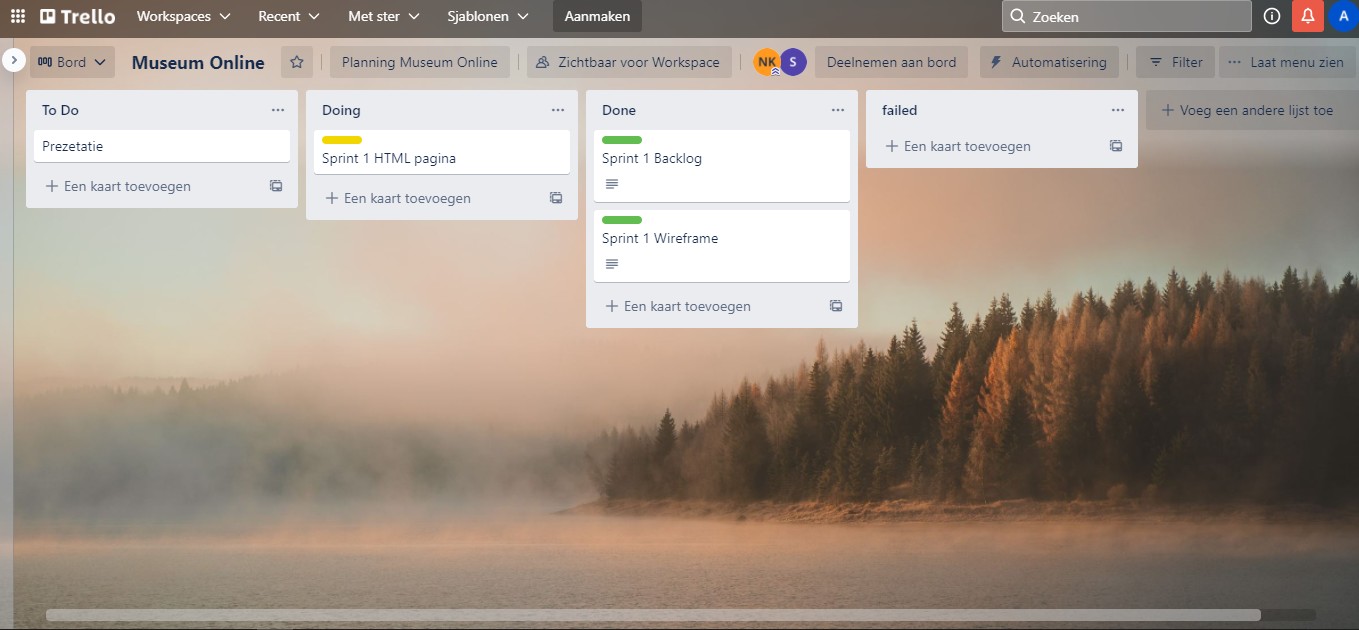 Trello Workspaces Recent Met ster Sjablonen Aanmaken Zoeken A
Bord Museum Online Planning Museum Online Zichtbaar voor Workspace NK S Deelnemen aan bord Automatisering Filter Laat menu zien
To Do
Prezetatie
Een kaart toevoegen
Doing
Sprint 1 HTML pagina
Een kaart toevoegen
Done
Sprint 1 Backlog
Sprint 1 Wireframe
Een kaart toevoegen
failed
Een kaart toevoegen
Voeg een andere lijst toe